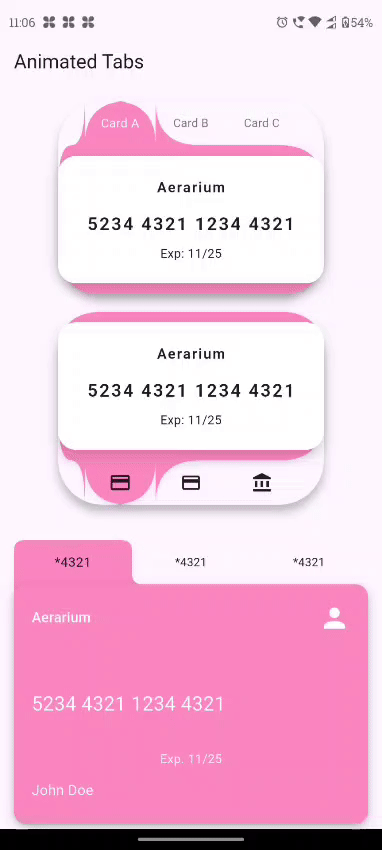 11:06 54%
Animated Tabs
Card A Card B Card C
Aerarium
5234 4321 1234 4321
Exp: 11/25
Aerarium
5234 4321 1234 4321
Exp: 11/25
*4321 *4321 *4321
Aerarium
5234 4321 1234 4321
Exp. 11/25
John Doe